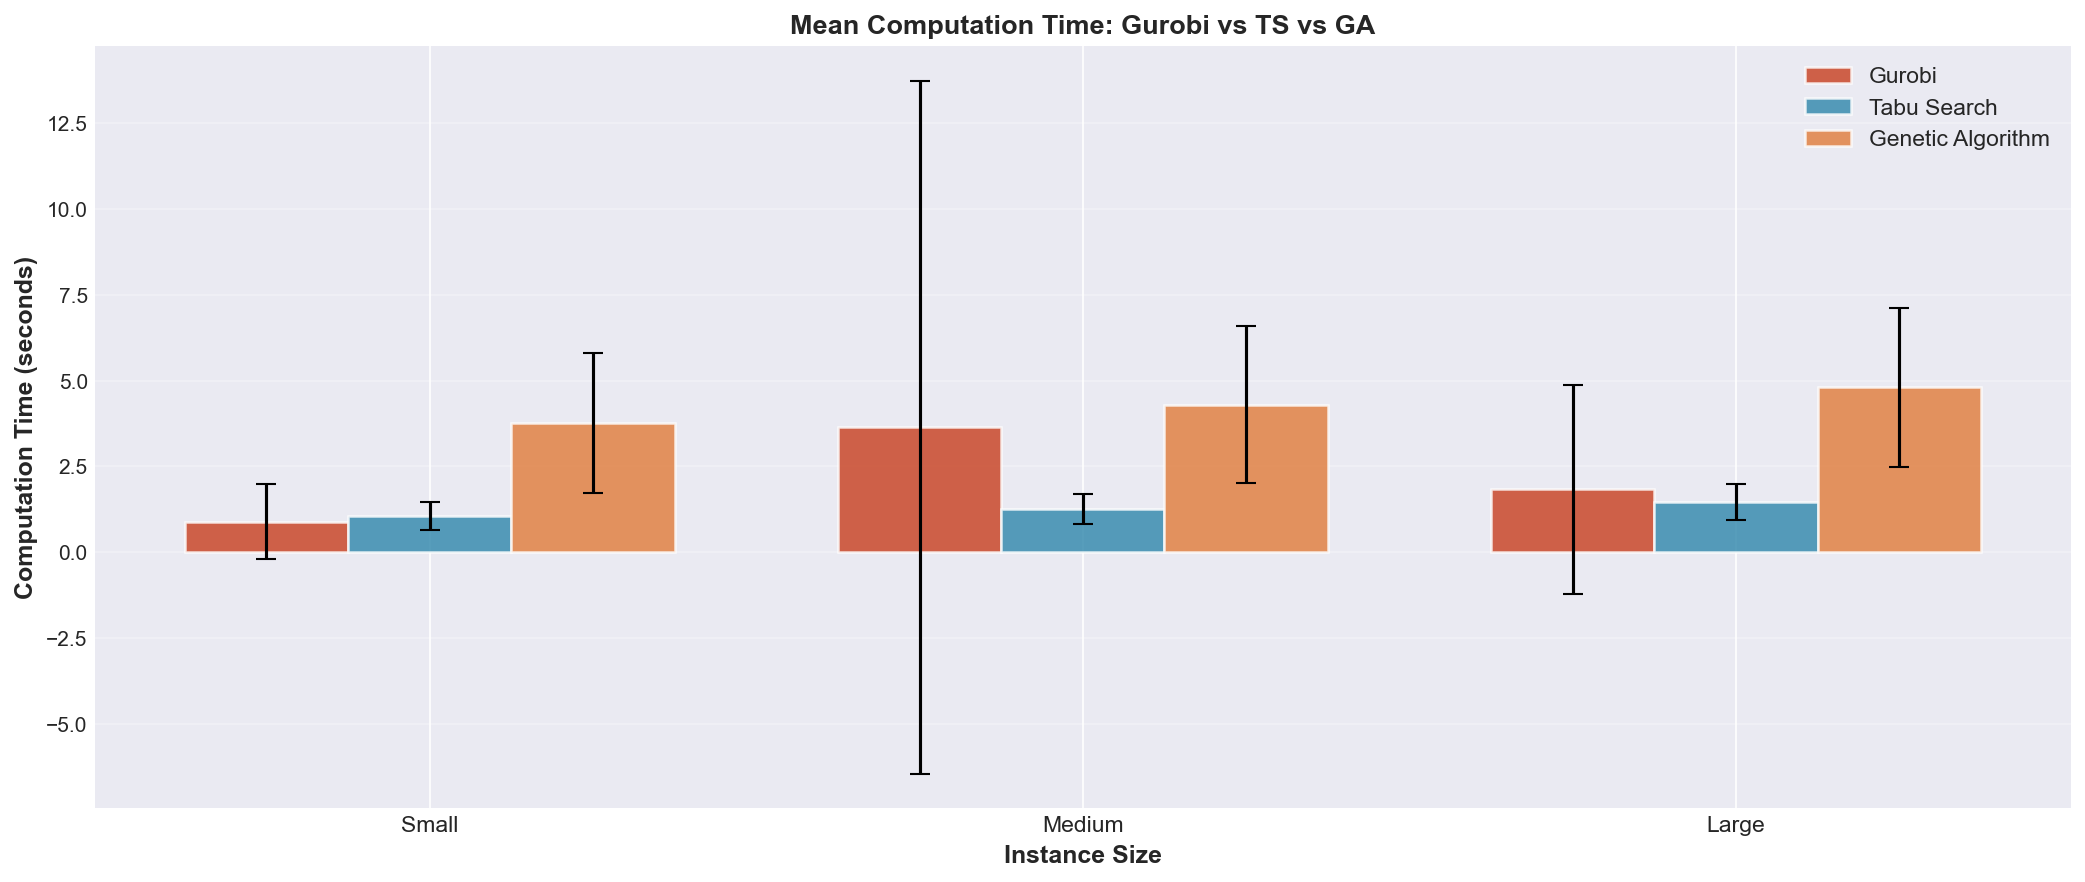 Mean Computation Time: Gurobi vs TS vs GA
Gurobi
Tabu Search
Genetic Algorithm
Computation Time (seconds)
12.5
10.0
7.5
5.0
2.5
0.0
−2.5
−5.0
Small Medium Large
Instance Size